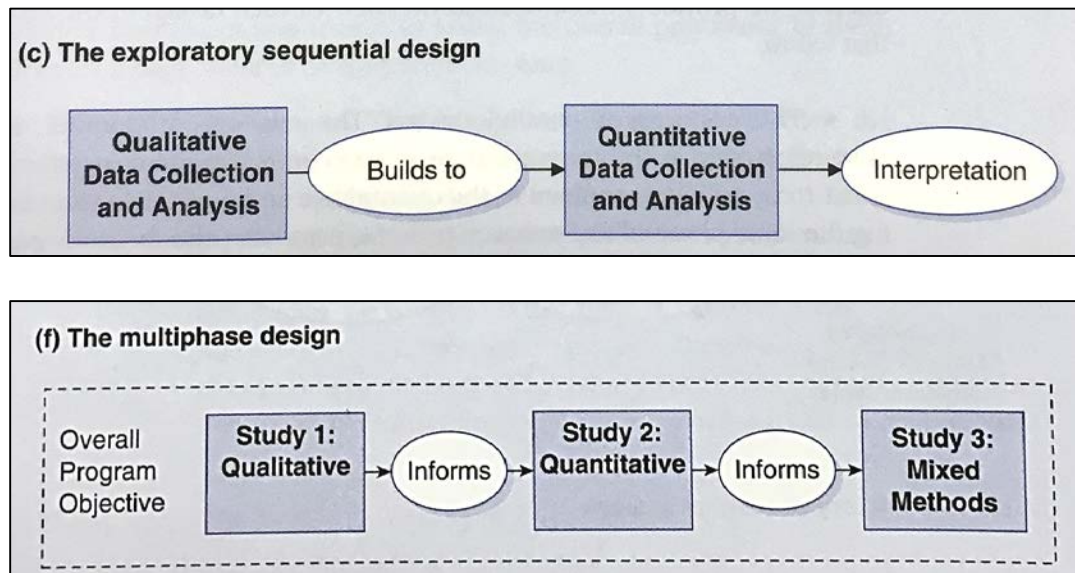 (c) The exploratory sequential design
Qualitative
Data Collection
and Analysis
Builds to
Quantitative
Data Collection
and Analysis
Interpretation
(f) The multiphase design
Overall
Program
Objective
Study 1:
Qualitative
Informs
Study 2:
Quantitative
Informs
Study 3:
Mixed
Methods